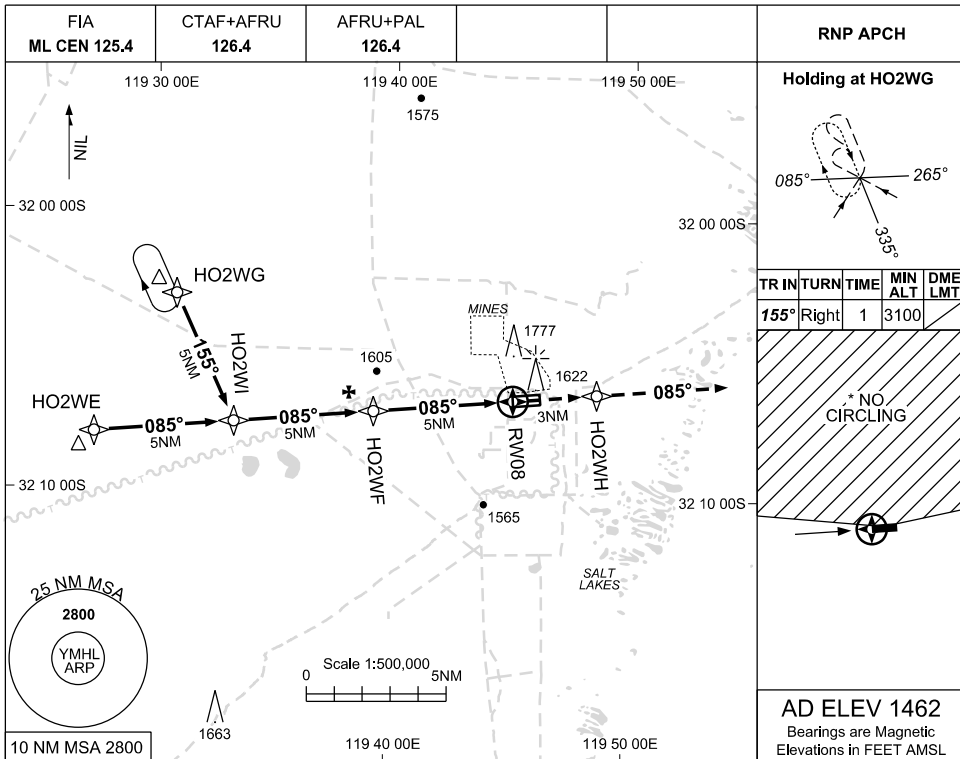 FIA
ML CEN 125.4
CTAF+AFRU
126.4
AFRU+PAL
126.4
RNP APCH
119 30 00E
119 40 00E
119 50 00E
1575
NIL
Holding at HO2WG
085°
265°
335°
32 00 00S
32 00 00S
HO2WG
TR IN
TURN
TIME
MIN ALT
DME LMT
155°
Right
1
3100
155°
5NM
HO2WI
MINES
1777
1605
1622
HO2WE
085°
5NM
085°
5NM
085°
5NM
3NM
085°
HO2WF
RW08
HO2WH
* NO
CIRCLING
32 10 00S
32 10 00S
1565
SALT
LAKES
25 NM MSA
2800
YMHL
ARP
Scale 1:500,000
0
5NM
1663
10 NM MSA 2800
119 40 00E
119 50 00E
AD ELEV 1462
Bearings are Magnetic
Elevations in FEET AMSL